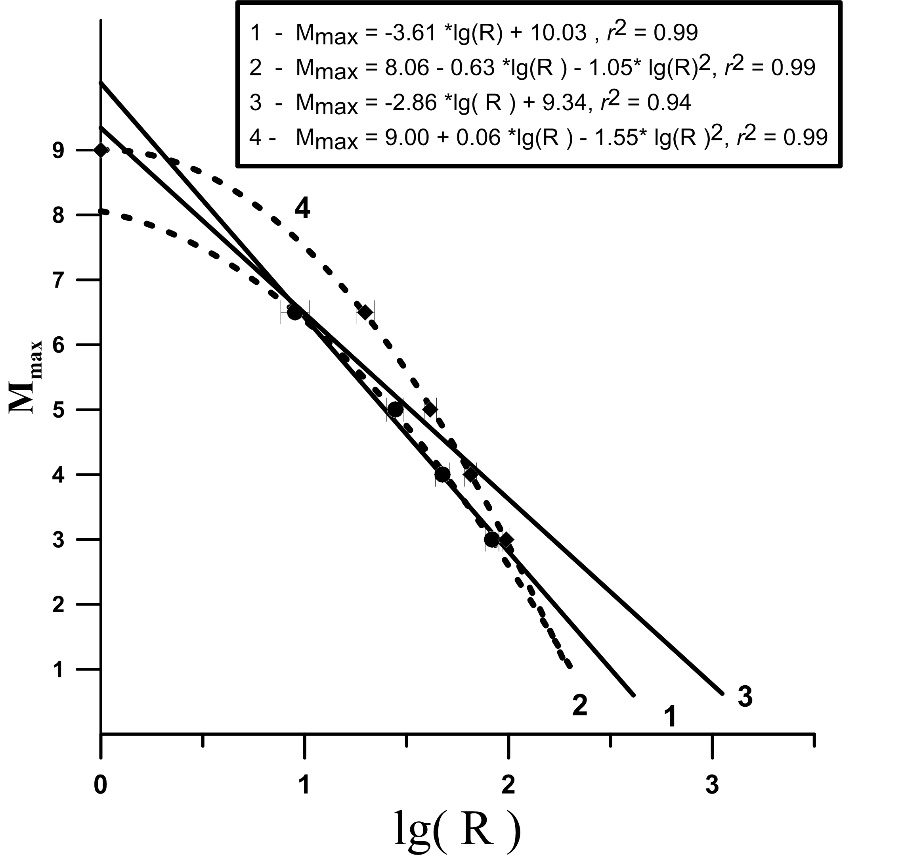 1 - Mmax = -3.61 *lg(R) + 10.03 , r2 = 0.99
2 - Mmax = 8.06 - 0.63 *lg(R ) - 1.05* lg(R)2, r2 = 0.99
3 - Mmax = -2.86 *lg( R ) + 9.34, r2 = 0.94
4 - Mmax = 9.00 + 0.06 *lg(R ) - 1.55* lg(R )2, r2 = 0.99
9
8
7
6
5
4
3
2
1
Mmax
4
2
1
3
0
1
2
3
lg( R )